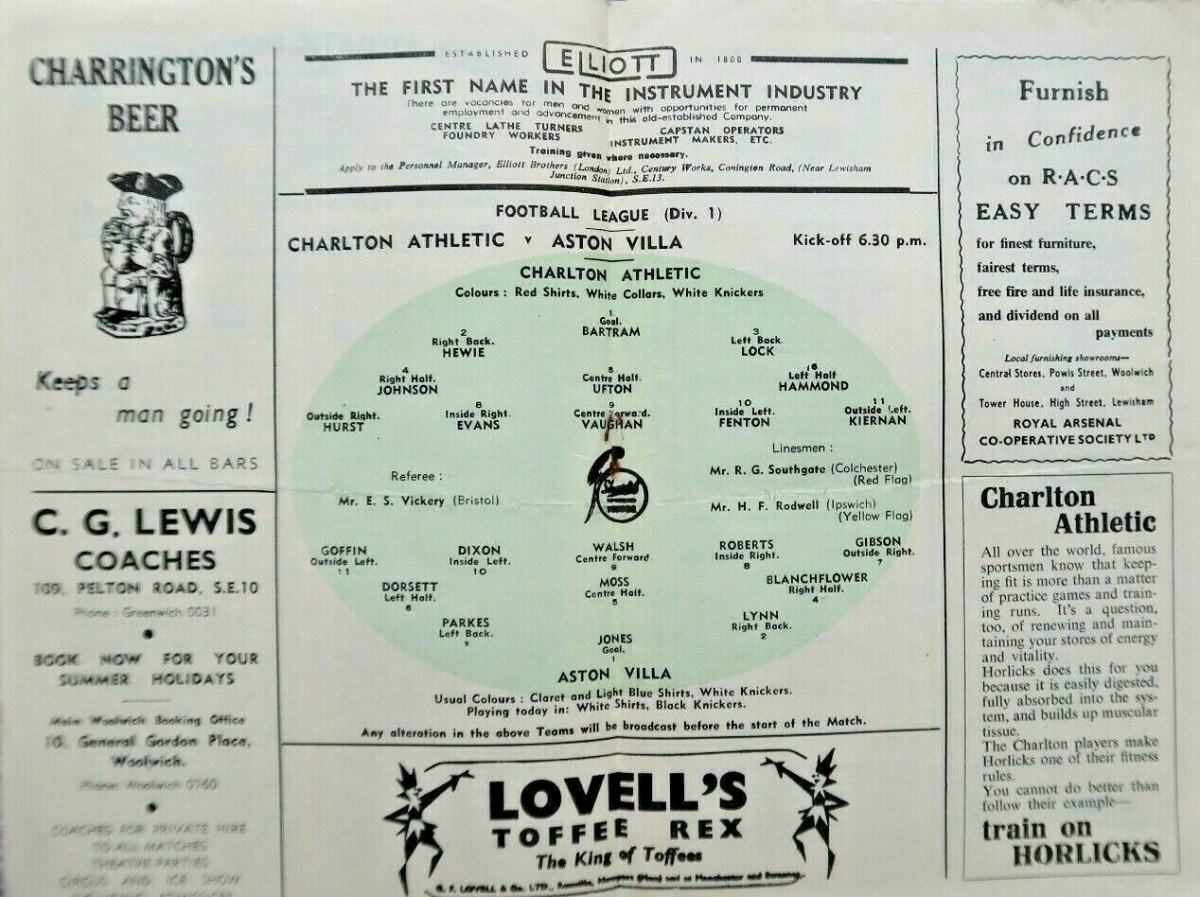 CHARRINGTON'S
BEER
Keeps a
man going!
ON SALE IN ALL BARS
C. G. LEWIS
COACHES
109, PELTON ROAD, S.E.10
Phone: Greenwich 0031
BOOK NOW FOR YOUR
SUMMER HOLIDAYS
Main Woolwich Booking Office
10, General Gordon Place,
Woolwich.
Phone: Woolwich 0760
COACHES FOR PRIVATE HIRE
TO ALL MATCHES
THEATRE PARTIES
CIRCUS AND ICE SHOW
ESTABLISHED ELLIOTT IN 1800
THE FIRST NAME IN THE INSTRUMENT INDUSTRY
There are vacancies for men and women with opportunities for permanent
employment and advancement in this old-established Company.
CENTRE LATHE TURNERS CAPSTAN OPERATORS
FOUNDRY WORKERS INSTRUMENT MAKERS, ETC.
Training given where necessary.
Apply to the Personnel Manager, Elliott Brothers (London) Ltd., Century Works, Conington Road, (Near Lewisham
Junction Station), S.E.13.
FOOTBALL LEAGUE (Div. 1)
CHARLTON ATHLETIC v ASTON VILLA Kick-off 6.30 p.m.
CHARLTON ATHLETIC
Colours: Red Shirts, White Collars, White Knickers
1
Goal.
BARTRAM
2
Right Back.
HEWIE
3
Left Back
LOCK
4
Right Half.
JOHNSON
5
Centre Half.
UFTON
6
Left Half
HAMMOND
Outside Right.
HURST
8
Inside Right.
EVANS
9
Centre Forward.
VAUGHAN
10
Inside Left.
FENTON
11
Outside Left.
KIERNAN
Referee:
Mr. E. S. Vickery (Bristol)
Linesmen:
Mr. R. G. Southgate (Colchester)
(Red Flag)
Mr. H. F. Rodwell (Ipswich)
(Yellow Flag)
GOFFIN
Outside Left.
11
DIXON
Inside Left.
10
WALSH
Centre Forward
9
ROBERTS
Inside Right.
8
GIBSON
Outside Right.
7
DORSETT
Left Half.
6
MOSS
Centre Half.
5
BLANCHFLOWER
Right Half.
4
PARKES
Left Back.
3
LYNN
Right Back.
2
JONES
Goal.
1
ASTON VILLA
Usual Colours: Claret and Light Blue Shirts, White Knickers.
Playing today in: White Shirts, Black Knickers.
Any alteration in the above Teams will be broadcast before the start of the Match.
LOVELL'S
TOFFEE REX
The King of Toffees
G. F. LOVELL & Co. LTD.,
Furnish
in Confidence
on R·A·C·S
EASY TERMS
for finest furniture,
fairest terms,
free fire and life insurance,
and dividend on all
payments
Local furnishing showrooms—
Central Stores, Powis Street, Woolwich
and
Tower House, High Street, Lewisham
ROYAL ARSENAL
CO-OPERATIVE SOCIETY LTD
Charlton
Athletic
All over the world, famous
sportsmen know that keep-
ing fit is more than a matter
of practice games and train-
ing runs. It's a question,
too, of renewing and main-
taining your stores of energy
and vitality.
Horlicks does this for you
because it is easily digested,
fully absorbed into the sys-
tem, and builds up muscular
tissue.
The Charlton players make
Horlicks one of their fitness
rules.
You cannot do better than
follow their example—
train on
HORLICKS